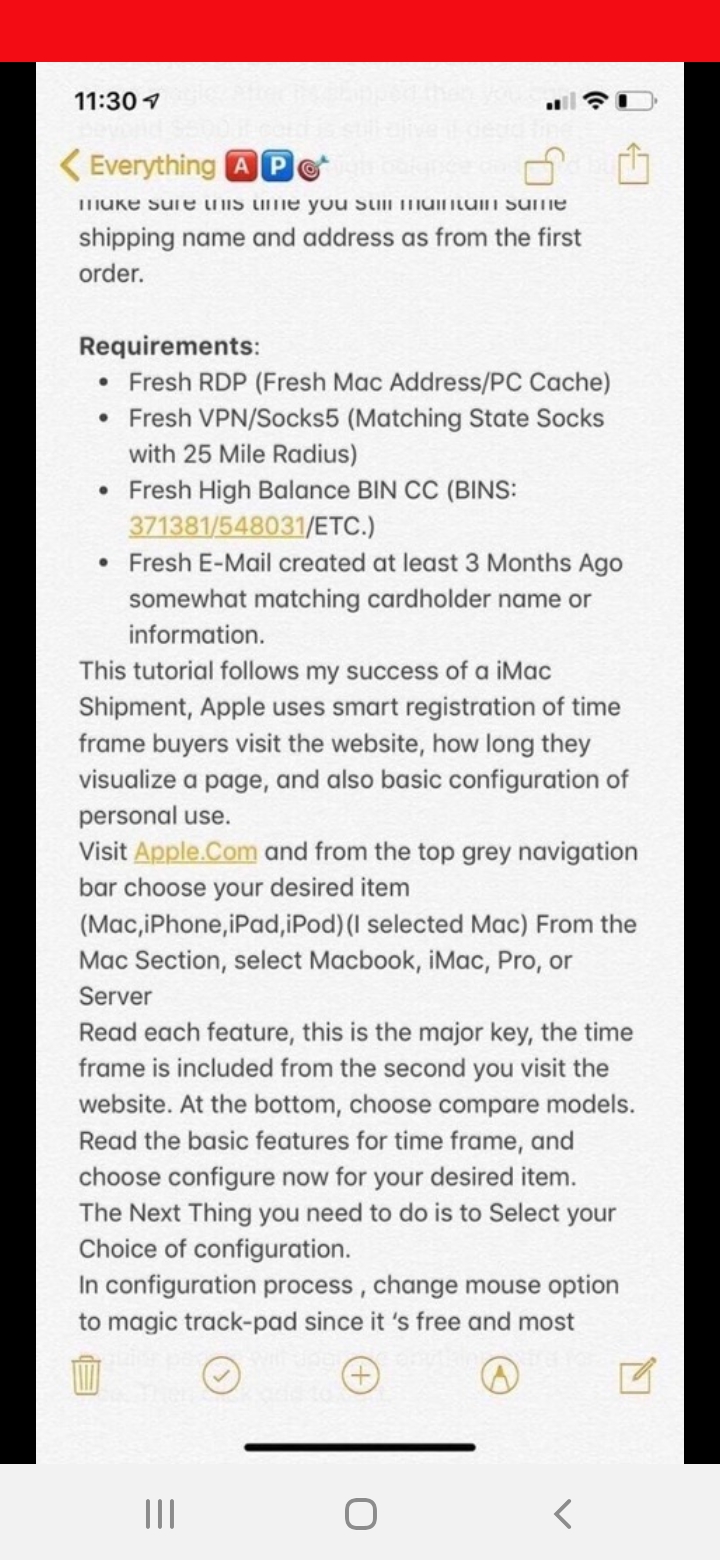 11:30
beyond $500 if card is still alive if dead fine
Everything A P
make sure this time you still maintain same
shipping name and address as from the first
order.
Requirements:
• Fresh RDP (Fresh Mac Address/PC Cache)
• Fresh VPN/Socks5 (Matching State Socks
with 25 Mile Radius)
• Fresh High Balance BIN CC (BINS:
371381/548031/ETC.)
• Fresh E-Mail created at least 3 Months Ago
somewhat matching cardholder name or
information.
This tutorial follows my success of a iMac
Shipment, Apple uses smart registration of time
frame buyers visit the website, how long they
visualize a page, and also basic configuration of
personal use.
Visit Apple.Com and from the top grey navigation
bar choose your desired item
(Mac,iPhone,iPad,iPod)(I selected Mac) From the
Mac Section, select Macbook, iMac, Pro, or
Server
Read each feature, this is the major key, the time
frame is included from the second you visit the
website. At the bottom, choose compare models.
Read the basic features for time frame, and
choose configure now for your desired item.
The Next Thing you need to do is to Select your
Choice of configuration.
In configuration process , change mouse option
to magic track-pad since it 's free and most